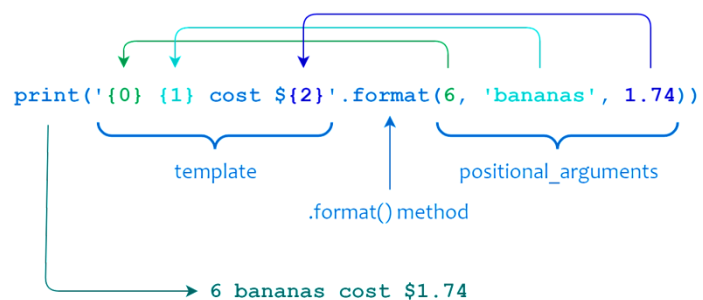 print('{0} {1} cost ${2}'.format(6, 'bananas', 1.74))
template
positional_arguments
.format() method
6 bananas cost $1.74